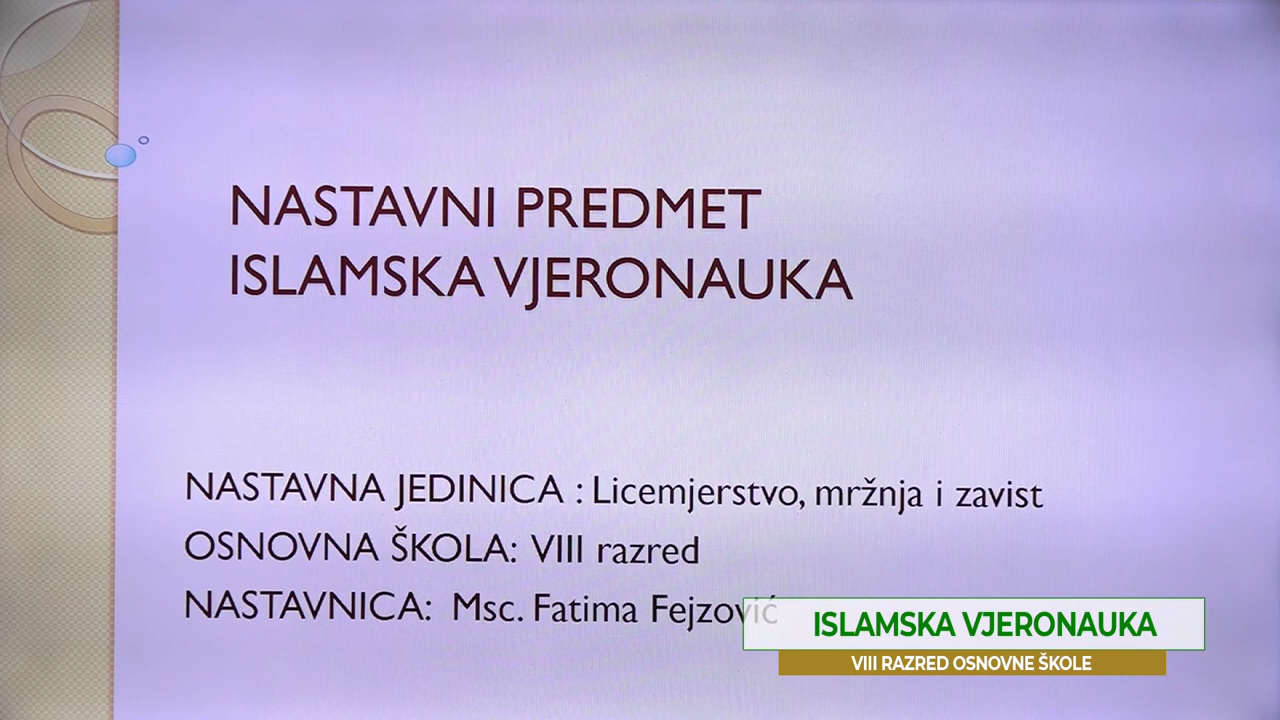 NASTAVNI PREDMET
ISLAMSKA VJERONAUKA
NASTAVNA JEDINICA : Licemjerstvo, mržnja i zavist
OSNOVNA ŠKOLA: VIII razred
NASTAVNICA: Msc. Fatima Fejzović
ISLAMSKA VJERONAUKA
VIII RAZRED OSNOVNE ŠKOLE